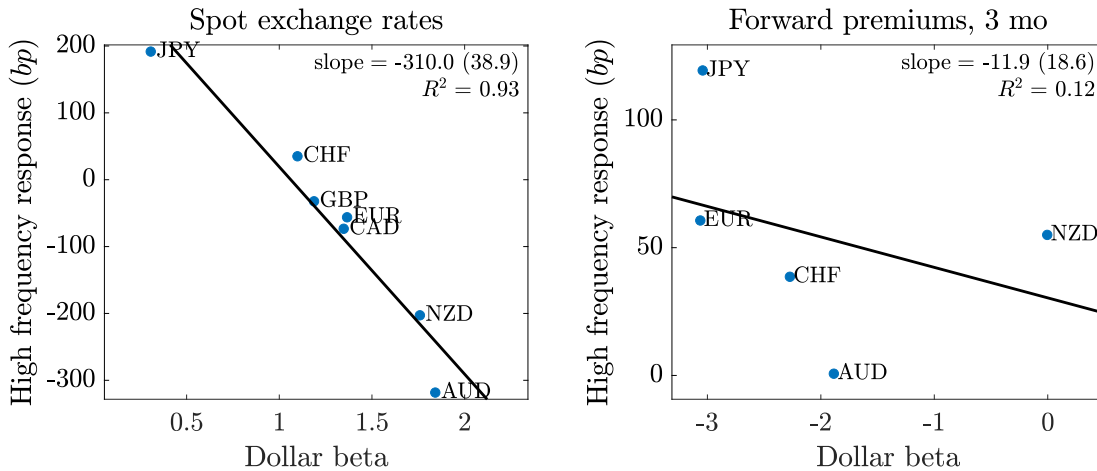 Spot exchange rates
slope = -310.0 (38.9)
R² = 0.93
High frequency response (bp)
200
100
0
-100
-200
-300
JPY
CHF
GBP
EUR
CAD
NZD
AUD
0.5 1 1.5 2
Dollar beta
Forward premiums, 3 mo
slope = -11.9 (18.6)
R² = 0.12
High frequency response (bp)
100
50
0
JPY
EUR
NZD
CHF
AUD
-3 -2 -1 0
Dollar beta